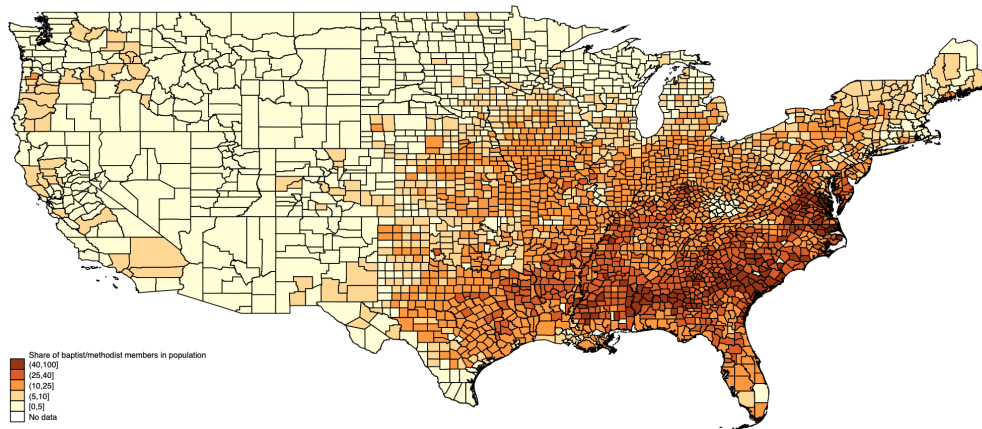 Share of baptist/methodist members in population
(40,100]
(25,40]
(10,25]
(5,10]
[0,5]
No data